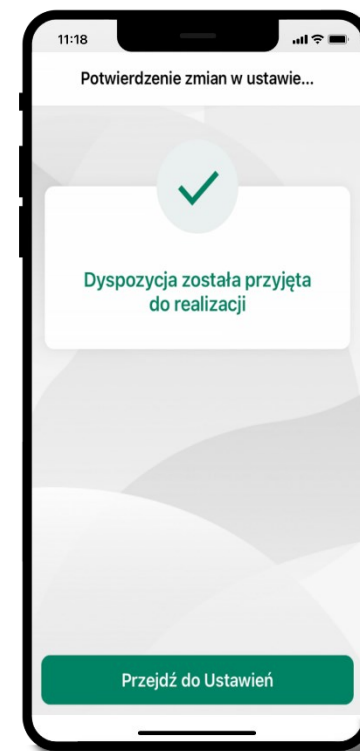 11:18
Potwierdzenie zmian w ustawie...
Dyspozycja została przyjęta
do realizacji
Przejdź do Ustawień